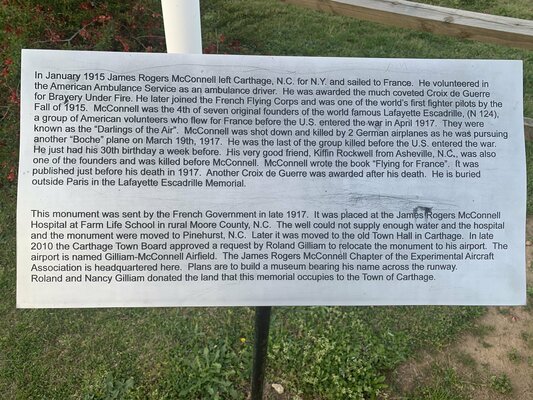 In January 1915 James Rogers McConnell left Carthage, N.C. for N.Y. and sailed to France. He volunteered in
the American Ambulance Service as an ambulance driver. He was awarded the much coveted Croix de Guerre
for Bravery Under Fire. He later joined the French Flying Corps and was one of the world's first fighter pilots by the
Fall of 1915. McConnell was the 4th of seven original founders of the world famous Lafayette Escadrille, (N 124),
a group of American volunteers who flew for France before the U.S. entered the war in April 1917. They were
known as the "Darlings of the Air". McConnell was shot down and killed by 2 German airplanes as he was pursuing
another "Boche" plane on March 19th, 1917. He was the last of the group killed before the U.S. entered the war.
He just had his 30th birthday a week before. His very good friend, Kiffin Rockwell from Asheville, N.C., was also
one of the founders and was killed before McConnell. McConnell wrote the book "Flying for France". It was
published just before his death in 1917. Another Croix de Guerre was awarded after his death. He is buried
outside Paris in the Lafayette Escadrille Memorial.
This monument was sent by the French Government in late 1917. It was placed at the James Rogers McConnell
Hospital at Farm Life School in rural Moore County, N.C. The well could not supply enough water and the hospital
and the monument were moved to Pinehurst, N.C. Later it was moved to the old Town Hall in Carthage. In late
2010 the Carthage Town Board approved a request by Roland Gilliam to relocate the monument to his airport. The
airport is named Gilliam-McConnell Airfield. The James Rogers McConnell Chapter of the Experimental Aircraft
Association is headquartered here. Plans are to build a museum bearing his name across the runway.
Roland and Nancy Gilliam donated the land that this memorial occupies to the Town of Carthage.